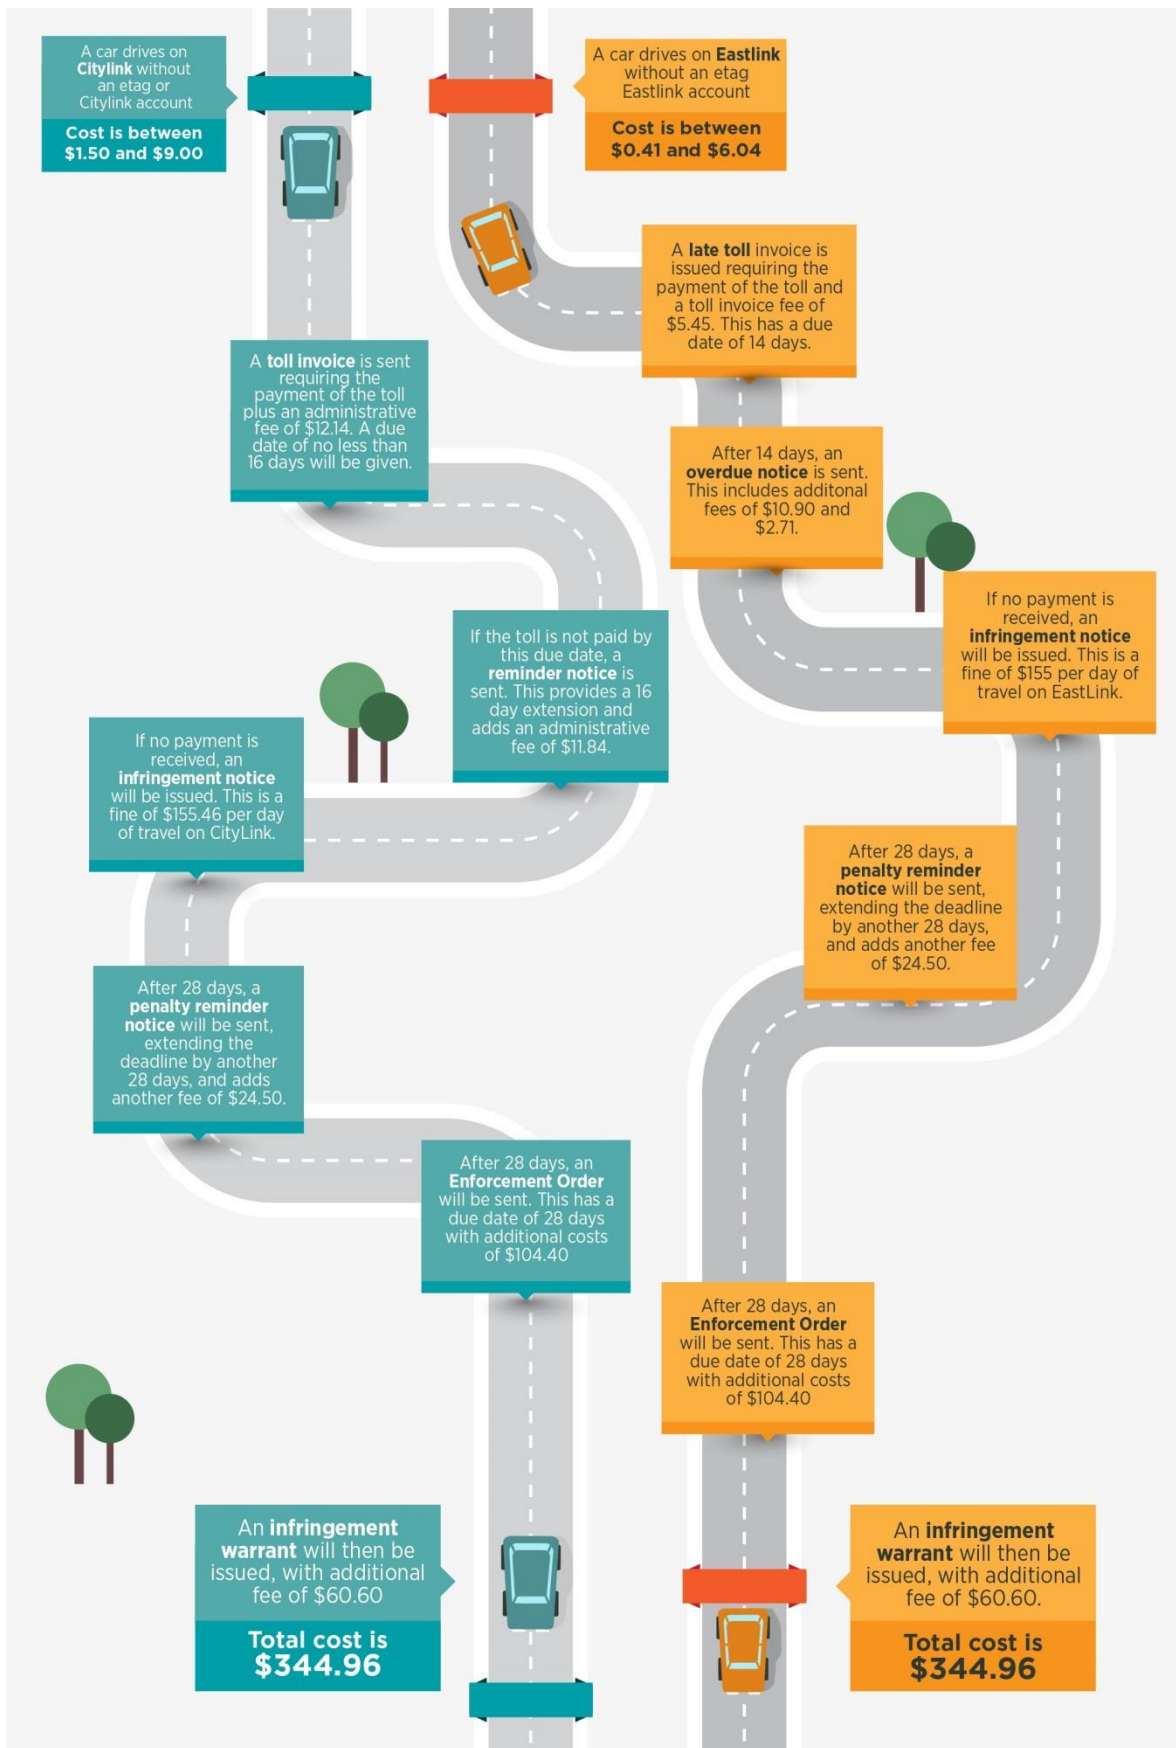 A car drives on
Citylink without
an etag or
Citylink account
Cost is between
$1.50 and $9.00
A car drives on Eastlink
without an etag
Eastlink account
Cost is between
$0.41 and $6.04
A late toll invoice is
issued requiring the
payment of the toll and
a toll invoice fee of
$5.45. This has a due
date of 14 days.
A toll invoice is sent
requiring the
payment of the toll
plus an administrative
fee of $12.14. A due
date of no less than
16 days will be given.
After 14 days, an
overdue notice is sent.
This includes additonal
fees of $10.90 and
$2.71.
If no payment is
received, an
infringement notice
will be issued. This is a
fine of $155 per day of
travel on EastLink.
If the toll is not paid by
this due date, a
reminder notice is
sent. This provides a 16
day extension and
adds an administrative
fee of $11.84.
If no payment is
received, an
infringement notice
will be issued. This is a
fine of $155.46 per day
of travel on CityLink.
After 28 days, a
penalty reminder
notice will be sent,
extending the deadline
by another 28 days,
and adds another fee
of $24.50.
After 28 days, a
penalty reminder
notice will be sent,
extending the
deadline by another
28 days, and adds
another fee of $24.50.
After 28 days, an
Enforcement Order
will be sent. This has a
due date of 28 days
with additional costs
of $104.40
After 28 days, an
Enforcement Order
will be sent. This has a
due date of 28 days
with additional costs
of $104.40
An infringement
warrant will then be
issued, with additional
fee of $60.60
Total cost is
$344.96
An infringement
warrant will then be
issued, with additional
fee of $60.60.
Total cost is
$344.96